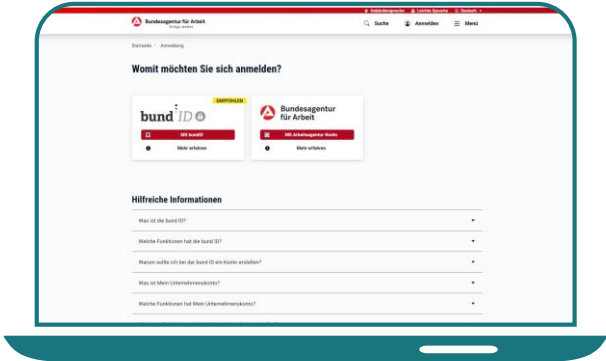 Gebärdensprache Leichte Sprache Deutsch
Bundesagentur für Arbeit
bringt weiter
Suche Anmelden Menü
Startseite Anmeldung
Womit möchten Sie sich anmelden?
EMPFOHLEN
bund ID
Mit bundID
Mehr erfahren
Bundesagentur
für Arbeit
Mit Arbeitsagentur-Konto
Mehr erfahren
Hilfreiche Informationen
Was ist die bund ID?
Welche Funktionen hat die bund ID?
Warum sollte ich bei der bund ID ein Konto erstellen?
Was ist Mein Unternehmenskonto?
Welche Funktionen hat Mein Unternehmenskonto?